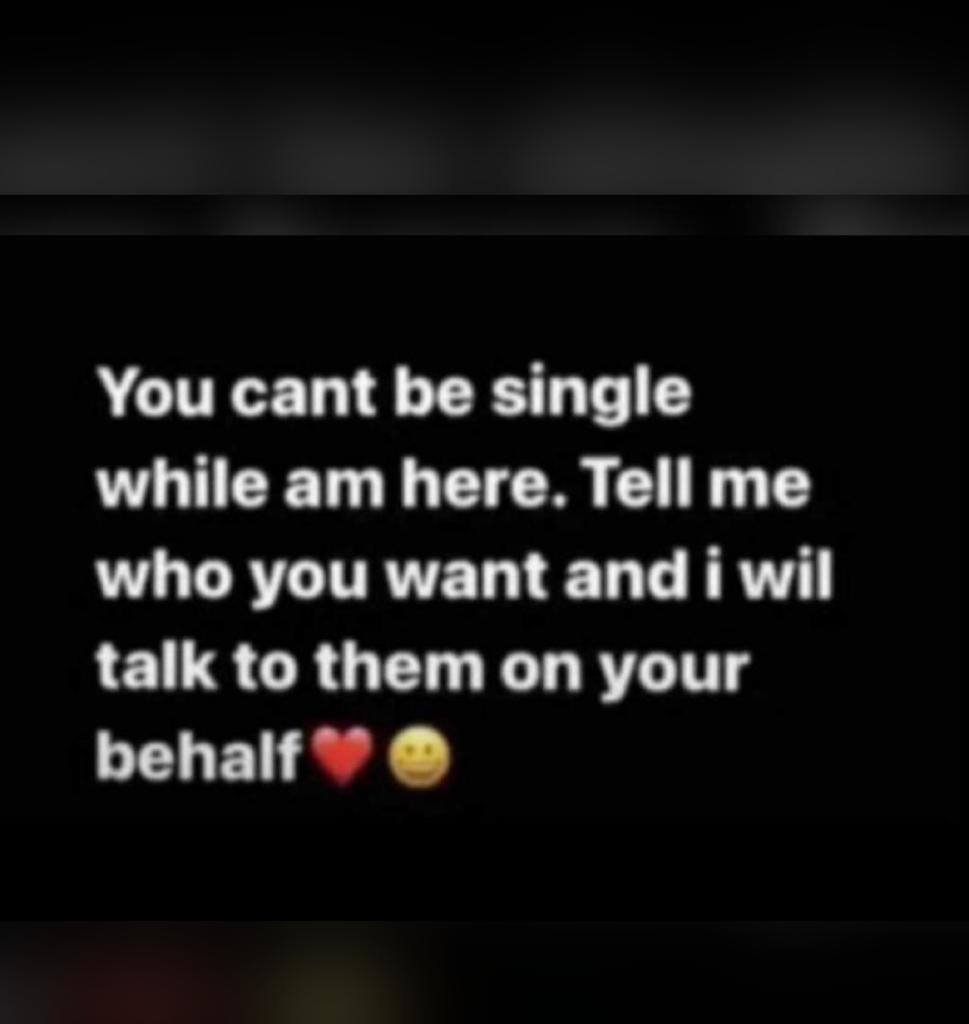 You cant be single
while am here. Tell me
who you want and i wil
talk to them on your
behalf❤️😀